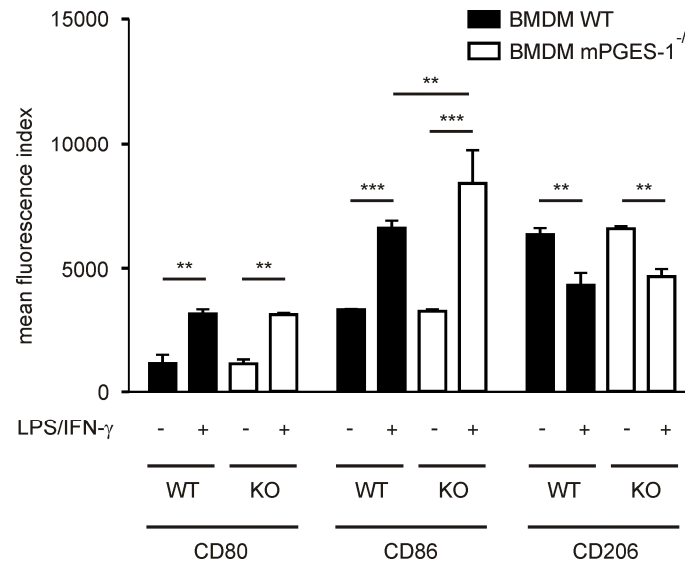 15000
BMDM WT
BMDM mPGES-1-/
**
***
10000
***
**
**
mean fluorescence index
**
**
5000
0
LPS/IFN-γ - + - + - + - + - + - +
WT KO WT KO WT KO
CD80 CD86 CD206